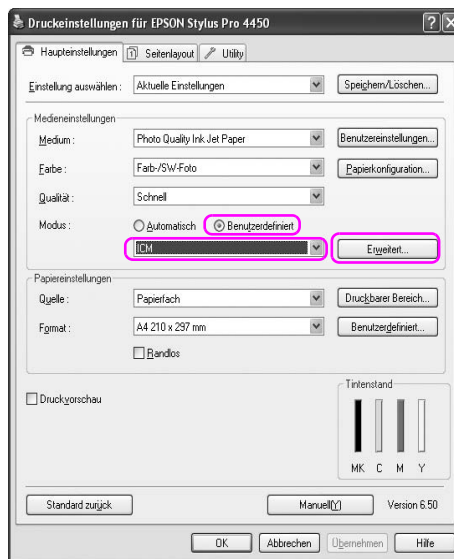 Druckeinstellungen für EPSON Stylus Pro 4450
Haupteinstellungen Seitenlayout Utility
Einstellung auswählen : Aktuelle Einstellungen Speichern/Löschen...
Medieneinstellungen
Medium : Photo Quality Ink Jet Paper Benutzereinstellungen...
Farbe : Farb-/SW-Foto Papierkonfiguration...
Qualität : Schnell
Modus : Automatisch Benutzerdefiniert
ICM Erweitert...
Papiereinstellungen
Quelle : Papierfach Druckbarer Bereich...
Format : A4 210 x 297 mm Benutzerdefiniert...
Randlos
Druckvorschau
Tintenstand
MK C M Y
Standard zurück Manuell(Y) Version 6.50
OK Abbrechen Übernehmen Hilfe